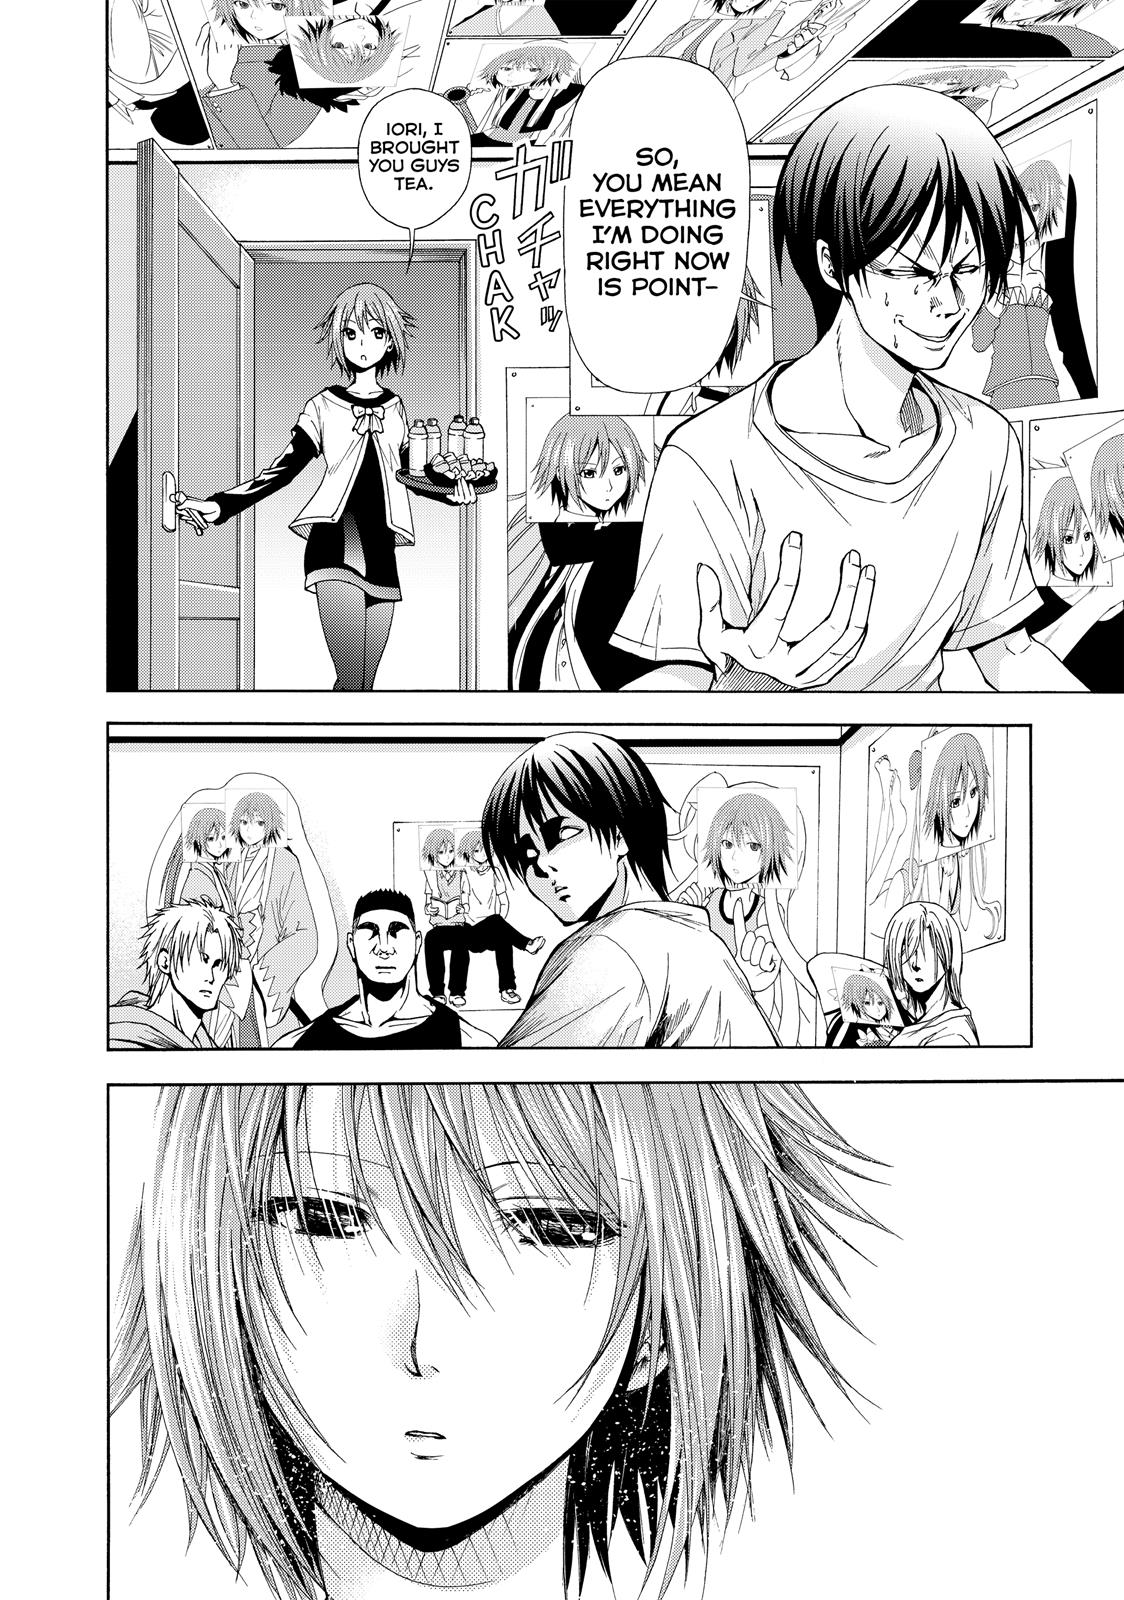 SO,
YOU MEAN
EVERYTHING
I'M DOING
RIGHT NOW
IS POINT–
ガチャッ
CHAK
IORI, I
BROUGHT
YOU GUYS
TEA.